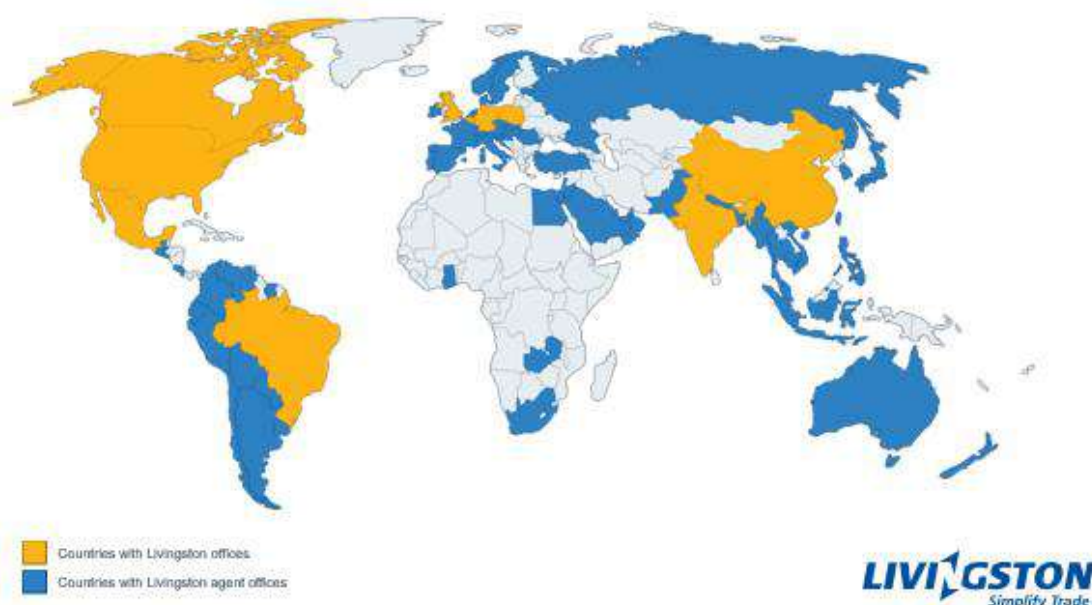 Countries with Livingston offices
Countries with Livingston agent offices
LIVINGSTON
Simplify Trade